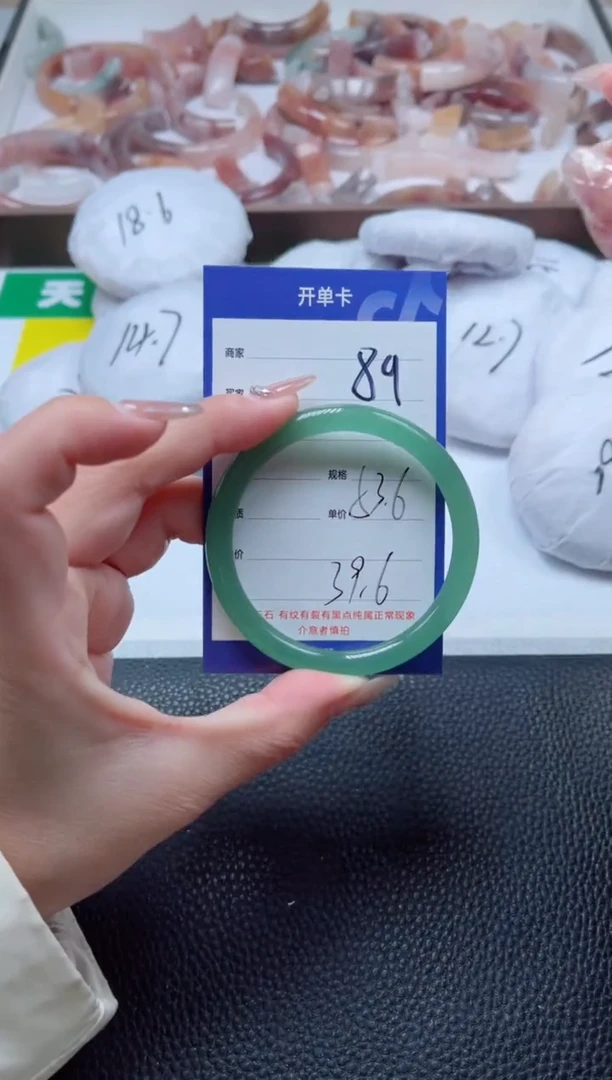 18.6
天
14.7
12.7
开单卡
商家
89
规格
单价 53.6
价
39.6
玉石 有纹有裂有黑点纯属正常现象
介意者慎拍